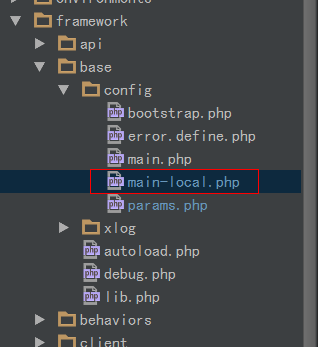 environments
framework
api
base
config
bootstrap.php
error.define.php
main.php
main-local.php
params.php
xlog
autoload.php
debug.php
lib.php
behaviors
client